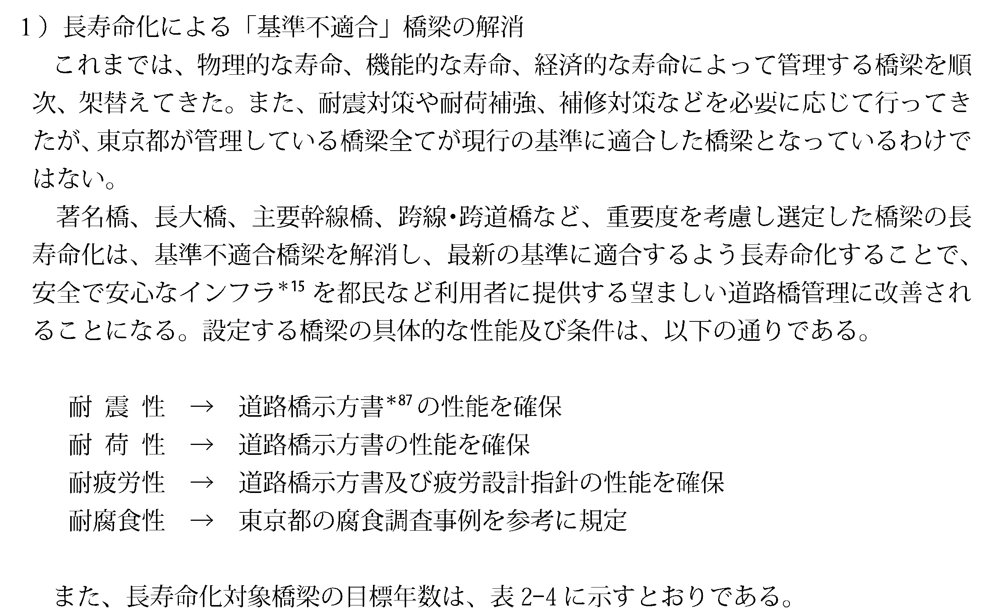 1）長寿命化による「基準不適合」橋梁の解消
これまでは、物理的な寿命、機能的な寿命、経済的な寿命によって管理する橋梁を順
次、架替えてきた。また、耐震対策や耐荷補強、補修対策などを必要に応じて行ってき
たが、東京都が管理している橋梁全てが現行の基準に適合した橋梁となっているわけで
はない。
著名橋、長大橋、主要幹線橋、跨線・跨道橋など、重要度を考慮し選定した橋梁の長
寿命化は、基準不適合橋梁を解消し、最新の基準に適合するよう長寿命化することで、
安全で安心なインフラ*15 を都民など利用者に提供する望ましい道路橋管理に改善され
ることになる。設定する橋梁の具体的な性能及び条件は、以下の通りである。
耐 震 性 → 道路橋示方書*87 の性能を確保
耐 荷 性 → 道路橋示方書の性能を確保
耐疲労性 → 道路橋示方書及び疲労設計指針の性能を確保
耐腐食性 → 東京都の腐食調査事例を参考に規定
また、長寿命化対象橋梁の目標年数は、表 2-4 に示すとおりである。